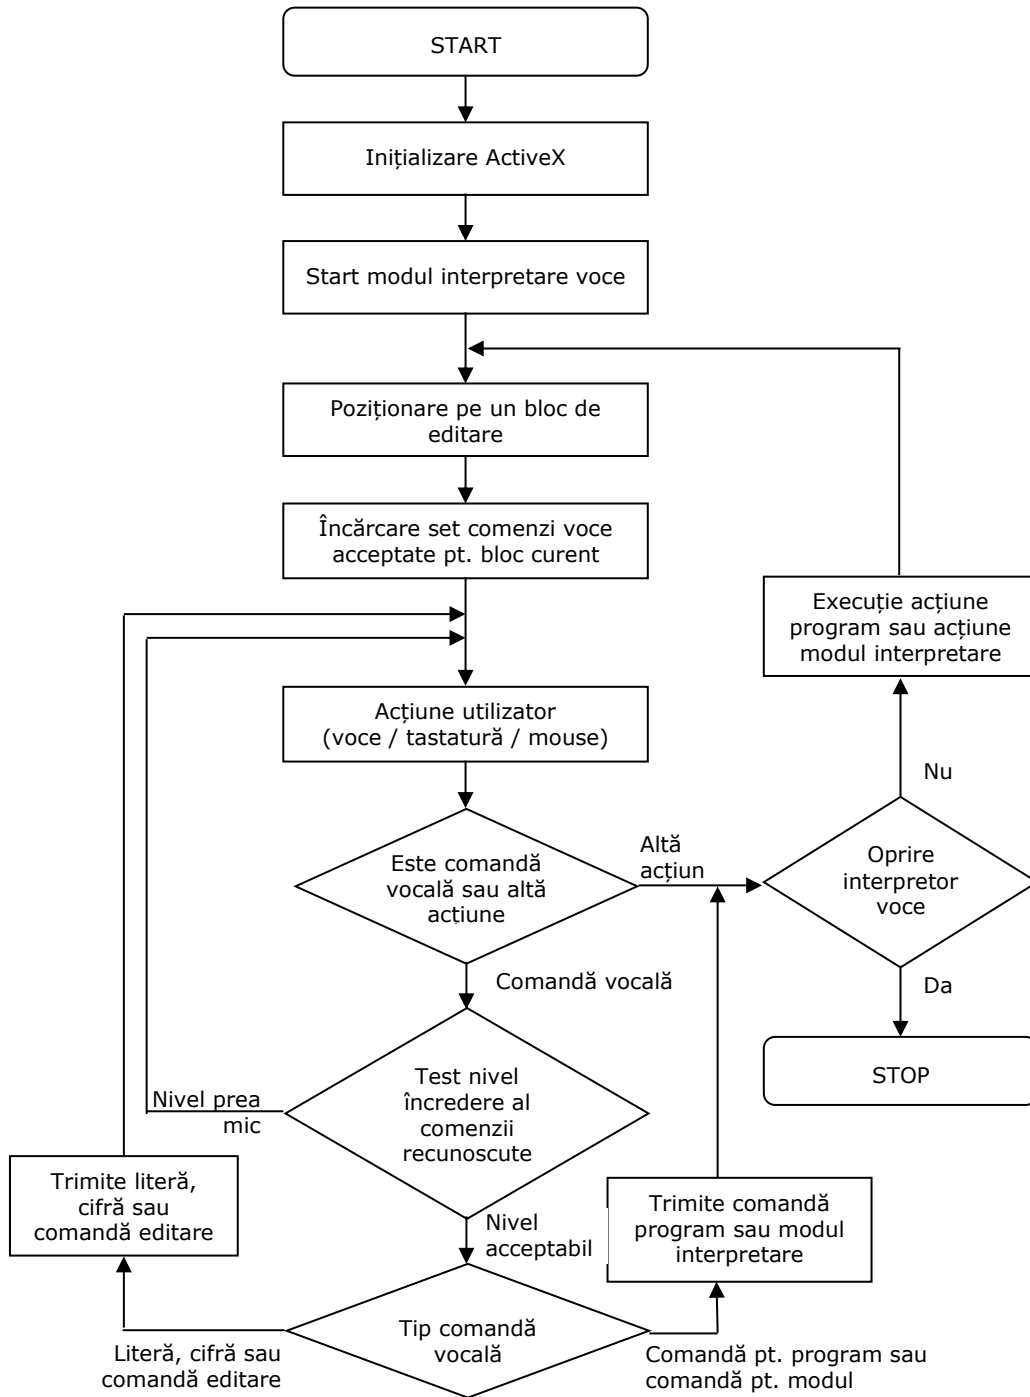 START
Inițializare ActiveX
Start modul interpretare voce
Poziționare pe un bloc de
editare
Încărcare set comenzi voce
acceptate pt. bloc curent
Execuție acțiune
program sau acțiune
modul interpretare
Acțiune utilizator
(voce / tastatură / mouse)
Nu
Este comandă
vocală sau altă
acțiune
Altă
acțiun
Oprire
interpretor
voce
Comandă vocală
Da
STOP
Test nivel
încredere al
comenzii
recunoscute
Nivel prea
mic
Trimite literă,
cifră sau
comandă editare
Nivel
acceptabil
Trimite comandă
program sau modul
interpretare
Tip comandă
vocală
Literă, cifră sau
comandă editare
Comandă pt. program sau
comandă pt. modul